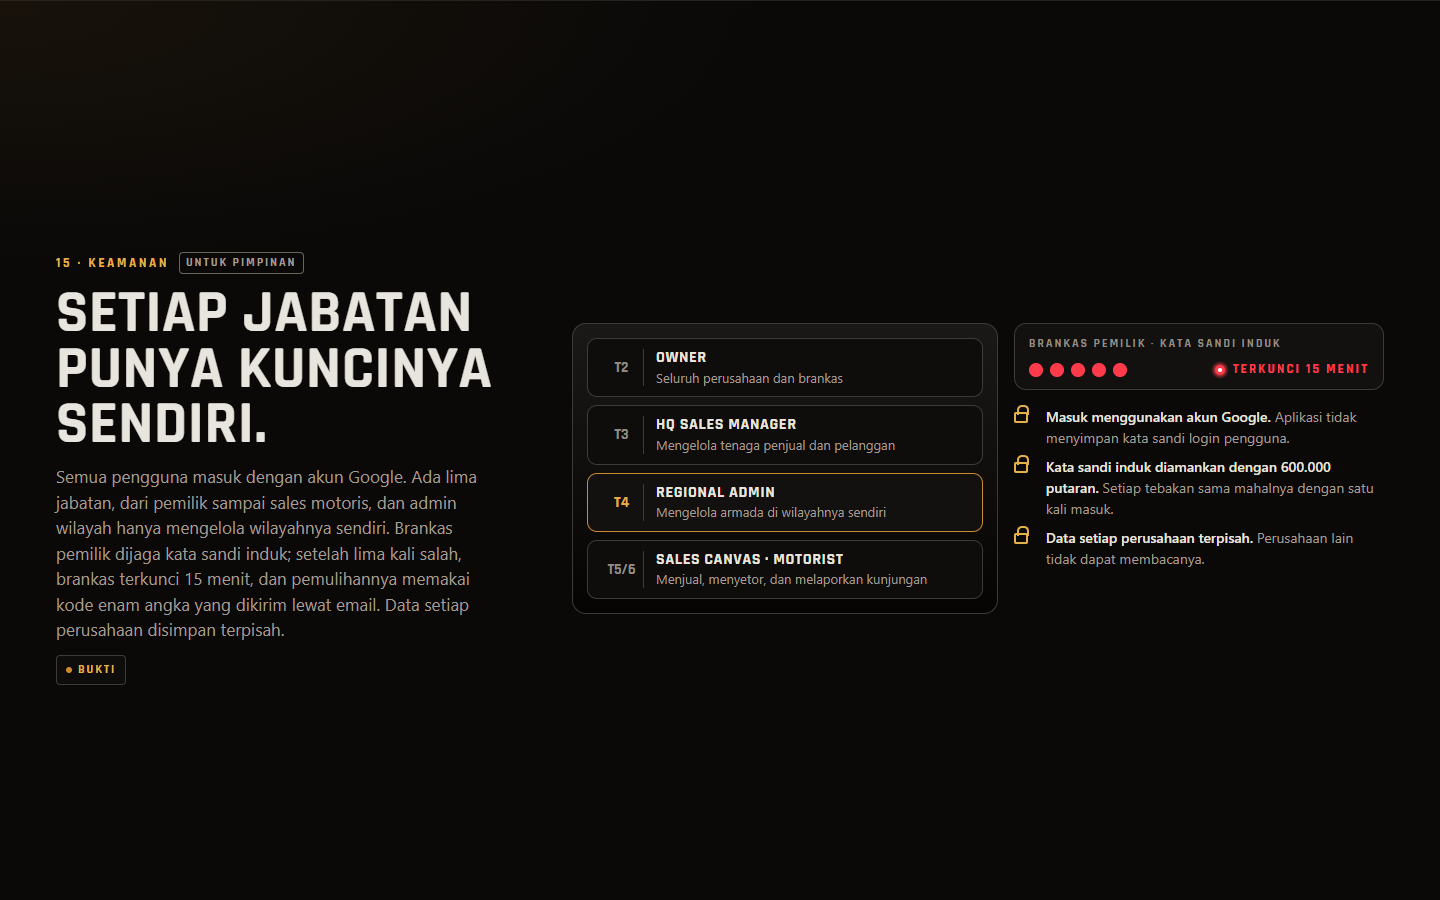 15 · KEAMANAN UNTUK PIMPINAN
SETIAP JABATAN
PUNYA KUNCINYA
SENDIRI.
Semua pengguna masuk dengan akun Google. Ada lima
jabatan, dari pemilik sampai sales motoris, dan admin
wilayah hanya mengelola wilayahnya sendiri. Brankas
pemilik dijaga kata sandi induk; setelah lima kali salah,
brankas terkunci 15 menit, dan pemulihannya memakai
kode enam angka yang dikirim lewat email. Data setiap
perusahaan disimpan terpisah.
BUKTI
T2
OWNER
Seluruh perusahaan dan brankas
T3
HQ SALES MANAGER
Mengelola tenaga penjual dan pelanggan
T4
REGIONAL ADMIN
Mengelola armada di wilayahnya sendiri
T5/6
SALES CANVAS · MOTORIST
Menjual, menyetor, dan melaporkan kunjungan
BRANKAS PEMILIK · KATA SANDI INDUK
TERKUNCI 15 MENIT
Masuk menggunakan akun Google. Aplikasi tidak
menyimpan kata sandi login pengguna.
Kata sandi induk diamankan dengan 600.000
putaran. Setiap tebakan sama mahalnya dengan satu
kali masuk.
Data setiap perusahaan terpisah. Perusahaan lain
tidak dapat membacanya.